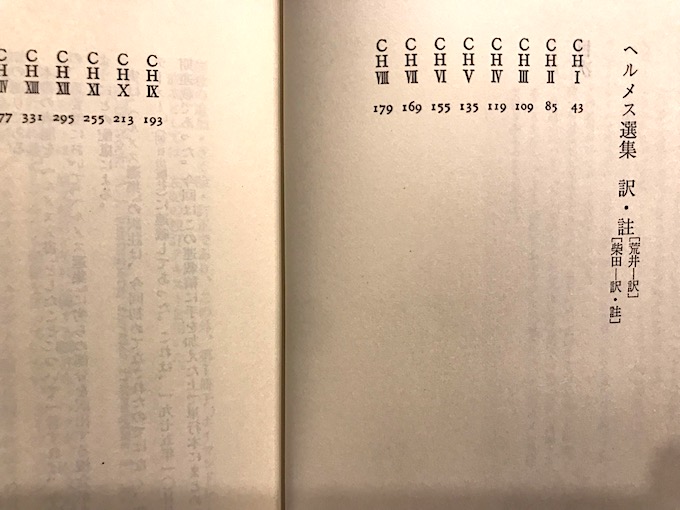 ヘルメス選集 訳・註
[荒井―訳]
[柴田―訳・註]
CHⅠ 43
CHⅡ 85
CHⅢ 109
CHⅣ 119
CHⅤ 135
CHⅥ 155
CHⅦ 169
CHⅧ 179
CHⅨ 193
CHⅩ 213
CHⅪ 255
CHⅫ 295
CHXIII 331